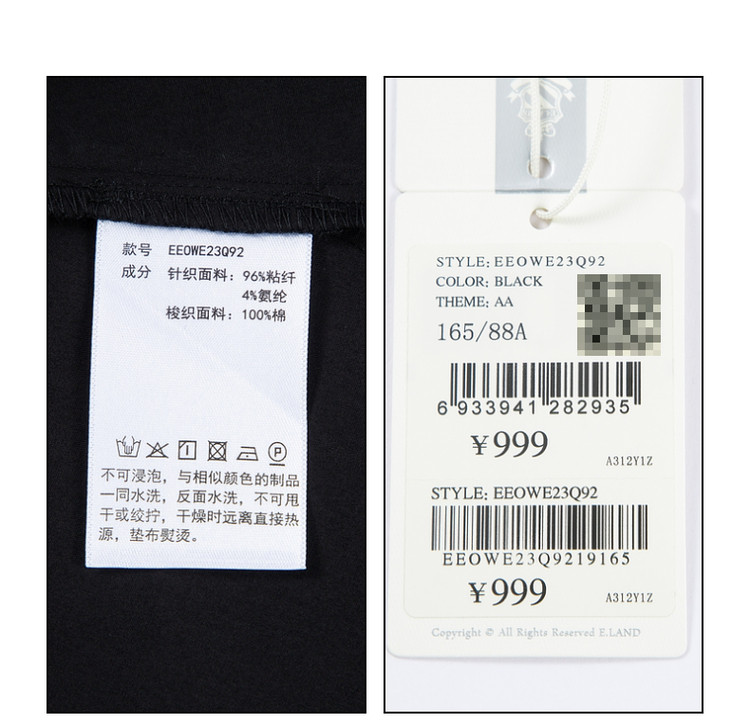 款号 EEOWE23Q92
成分 针织面料: 96%粘纤
4%氨纶
梭织面料: 100%棉
不可浸泡，与相似颜色的制品
一同水洗，反面水洗，不可甩
干或绞拧，干燥时远离直接热
源，垫布熨烫。
STYLE: EEOWE23Q92
COLOR: BLACK
THEME: AA
165/88A
6 933941 282935
¥999
A312Y1Z
STYLE: EEOWE23Q92
EEOWE23Q9219165
¥999
A312Y1Z
Copyright © All Rights Reserved E.LAND